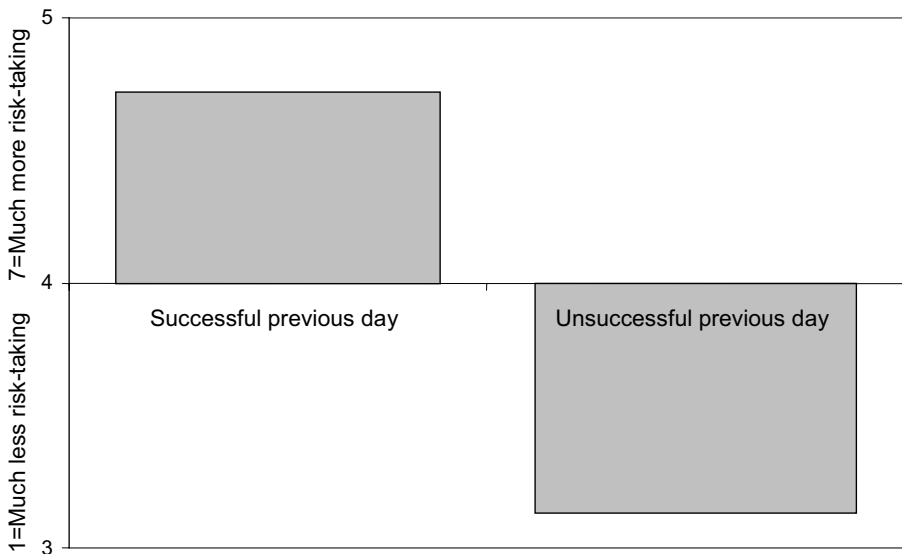 5
7=Much more risk-taking
4
Successful previous day
Unsuccessful previous day
1=Much less risk-taking
3